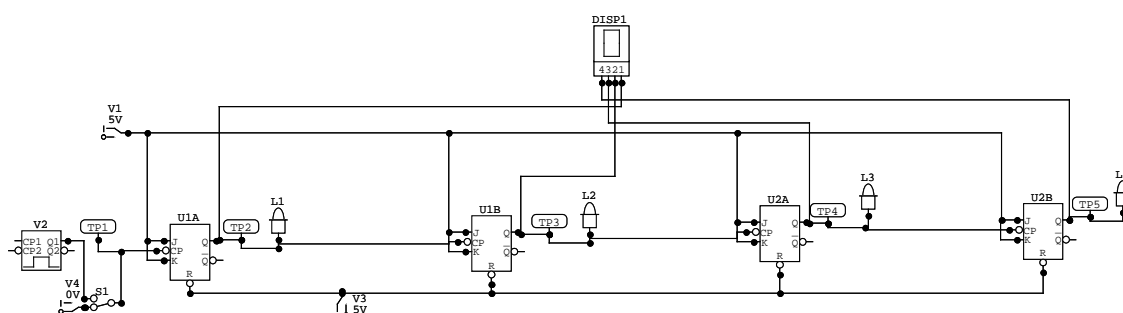 DISP1
4321
V1
5V
L1
L2
L3
L
V2
CP1 Q1
CP2 Q2
TP1
U1A
J
CP
K
Q
Q
R
TP2
U1B
J
CP
K
Q
Q
R
TP3
U2A
J
CP
K
Q
Q
R
TP4
U2B
J
CP
K
Q
Q
R
TP5
V4
0V
S1
V3
5V